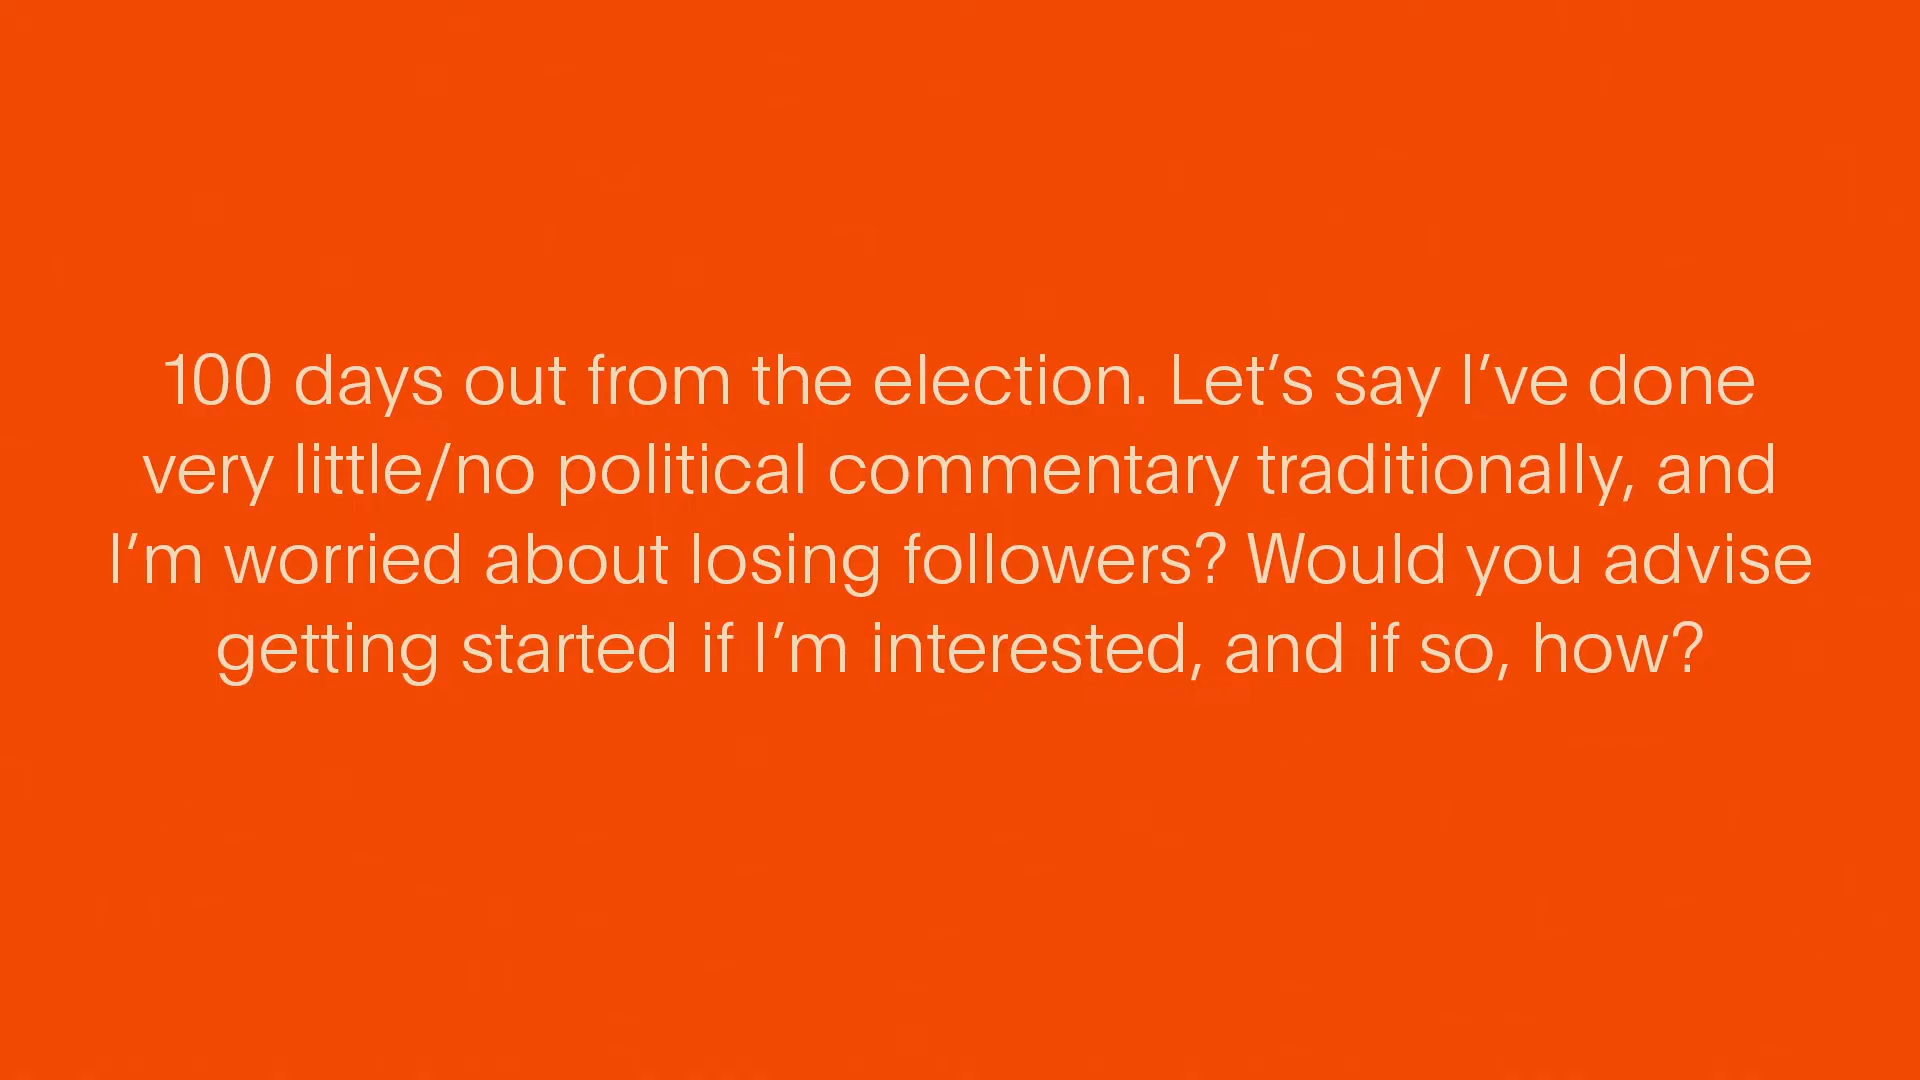 100 days out from the election. Let’s say I’ve done
very little/no political commentary traditionally, and
I’m worried about losing followers? Would you advise
getting started if I’m interested, and if so, how?